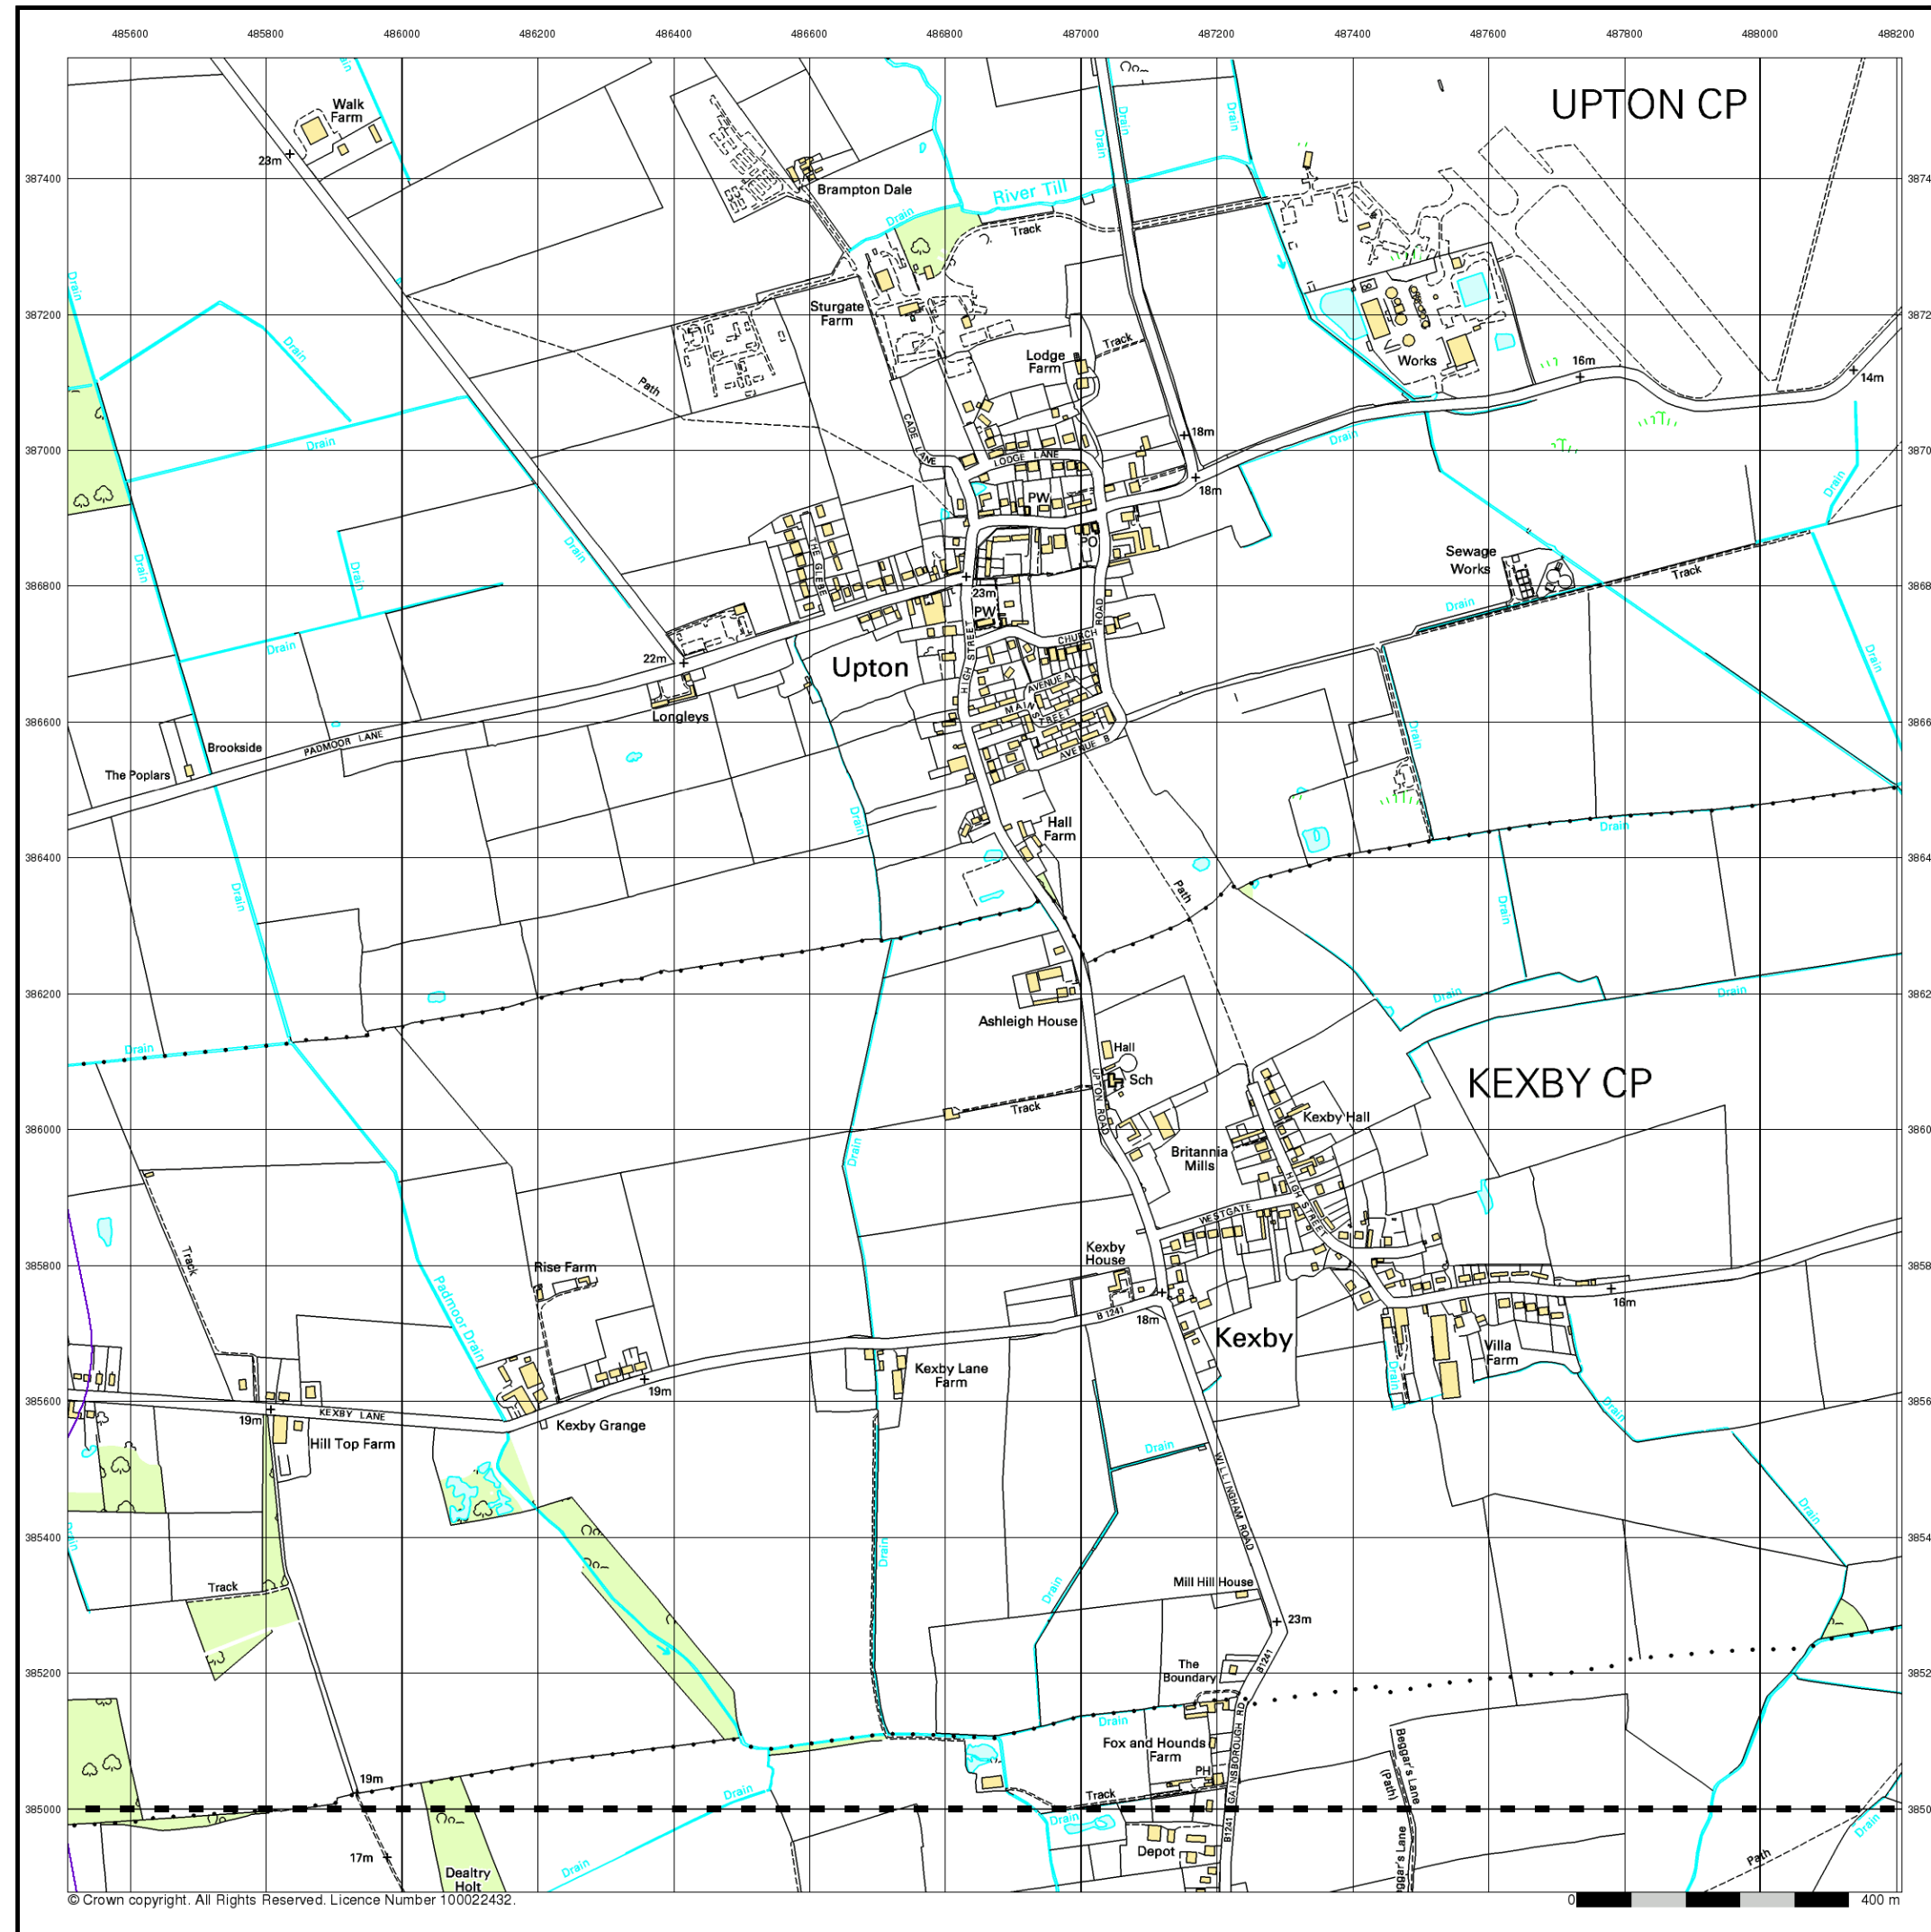 485600 485800 486000 486200 486400 486600 486800 487000 487200 487400 487600 487800 488000 488200
UPTON CP
Walk
Farm
23m
Drain
Drain
Drain
387400
Brampton Dale
River Till
Drain
Track
Drain
Sturgate
Farm
387200
Drain
Lodge
Farm
Track
Works
16m
14m
Path
CADE LANE
LODGE LANE
18m
18m
Drain
Drain
387000
PW
PO
Drain
Drain
Drain
Drain
THE GLEBE
Sewage
Works
Track
386800
23m
PW
Drain
Drain
CHURCH
ROAD
HIGH STREET
22m
Upton
AVENUE A
MAIN
STREET
AVENUE B
Longleys
Drain
386600
Brookside
PADMOOR LANE
The Poplars
Drain
Drain
Hall
Farm
Drain
386400
Path
Drain
Drain
386200
Drain
Drain
Ashleigh House
Drain
Hall
Sch
UPTON ROAD
Track
KEXBY CP
Kexby Hall
386000
Drain
Britannia
Mills
HIGH STREET
WESTGATE
Track
Kexby
House
385800
Rise Farm
Padmoor Drain
B 1241
18m
16m
Kexby
Villa
Farm
Kexby Lane
Farm
Drain
19m
385600
19m
KEXBY LANE
Kexby Grange
Hill Top Farm
Drain
Drain
WILLINGHAM ROAD
Drain
385400
Drain
Drain
Track
Mill Hill House
Drain
23m
The
Boundary
B1241
385200
Drain
Fox and Hounds
Farm
PH
B1241 GAINSBOROUGH RD
Beggar's Lane
(Path)
19m
Drain
Track
385000
Drain
Drain
17m
Depot
Beggar's Lane
Path
Drain
Dealtry
Holt
© Crown copyright. All Rights Reserved. Licence Number 100022432.
0 400 m